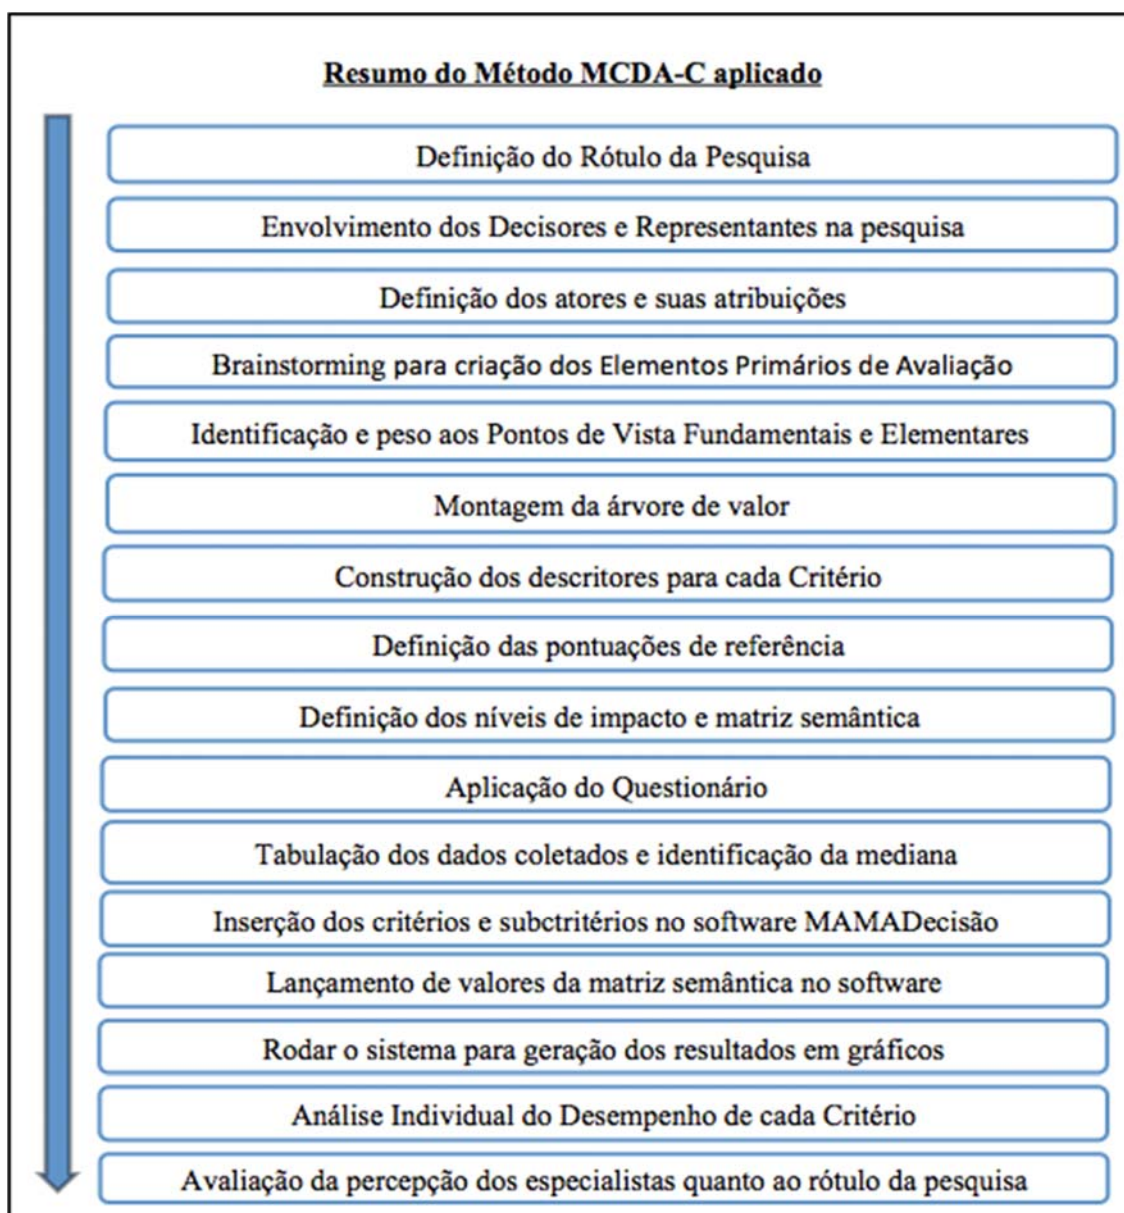 Resumo do Método MCDA-C aplicado
Definição do Rótulo da Pesquisa
Envolvimento dos Decisores e Representantes na pesquisa
Definição dos atores e suas atribuições
Brainstorming para criação dos Elementos Primários de Avaliação
Identificação e peso aos Pontos de Vista Fundamentais e Elementares
Montagem da árvore de valor
Construção dos descritores para cada Critério
Definição das pontuações de referência
Definição dos níveis de impacto e matriz semântica
Aplicação do Questionário
Tabulação dos dados coletados e identificação da mediana
Inserção dos critérios e subctritérios no software MAMADecisão
Lançamento de valores da matriz semântica no software
Rodar o sistema para geração dos resultados em gráficos
Análise Individual do Desempenho de cada Critério
Avaliação da percepção dos especialistas quanto ao rótulo da pesquisa